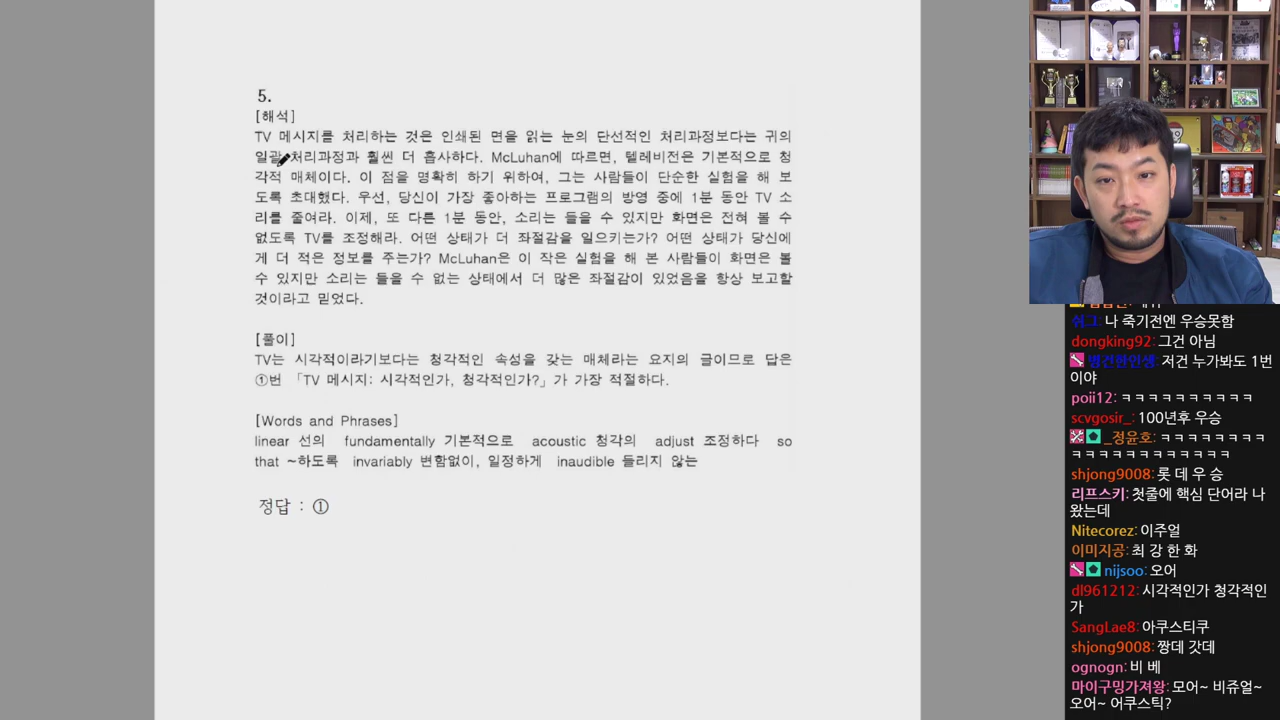 5.
[해석]
TV 메시지를 처리하는 것은 인쇄된 면을 읽는 눈의 단선적인 처리과정보다는 귀의
일괄 처리과정과 훨씬 더 흡사하다. McLuhan에 따르면, 텔레비전은 기본적으로 청
각적 매체이다. 이 점을 명확히 하기 위하여, 그는 사람들이 단순한 실험을 해 보
도록 초대했다. 우선, 당신이 가장 좋아하는 프로그램의 방영 중에 1분 동안 TV 소
리를 줄여라. 이제, 또 다른 1분 동안, 소리는 들을 수 있지만 화면은 전혀 볼 수
없도록 TV를 조정해라. 어떤 상태가 더 좌절감을 일으키는가? 어떤 상태가 당신에
게 더 적은 정보를 주는가? McLuhan은 이 작은 실험을 해 본 사람들이 화면은 볼
수 있지만 소리는 들을 수 없는 상태에서 더 많은 좌절감이 있었음을 항상 보고할
것이라고 믿었다.
[풀이]
TV는 시각적이라기보다는 청각적인 속성을 갖는 매체라는 요지의 글이므로 답은
①번 「TV 메시지: 시각적인가, 청각적인가?」가 가장 적절하다.
[Words and Phrases]
linear 선의 fundamentally 기본적으로 acoustic 청각의 adjust 조정하다 so
that ~하도록 invariably 변함없이, 일정하게 inaudible 들리지 않는
정답 : ①
쉬그: 나 죽기전엔 우승못함
dongking92: 그건 아님
저건 누가봐도 1번
이야
poii12: ㅋㅋㅋㅋㅋㅋㅋㅋㅋㅋ
scvgosir_: 100년후 우승
_정윤호: ㅋㅋㅋㅋㅋㅋㅋㅋ
ㅋㅋㅋㅋㅋㅋㅋㅋㅋㅋㅋㅋ
shjong9008: 롯 데 우 승
리프스키: 첫줄에 핵심 단어라 나
왔는데
Nitecorez: 이주얼
이미지공: 최 강 한 화
nijsoo: 오어
dl961212: 시각적인가 청각적인
가
SangLae8: 아쿠스티쿠
shjong9008: 짱데 갓데
ognogn: 비 베
마이구밍가져왕: 모어~ 비쥬얼~
오어~ 어쿠스틱?